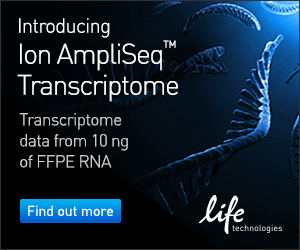 Introducing
Ion AmpliSeq™
Transcriptome
Transcriptome
data from 10 ng
of FFPE RNA
Find out more
life
technologies